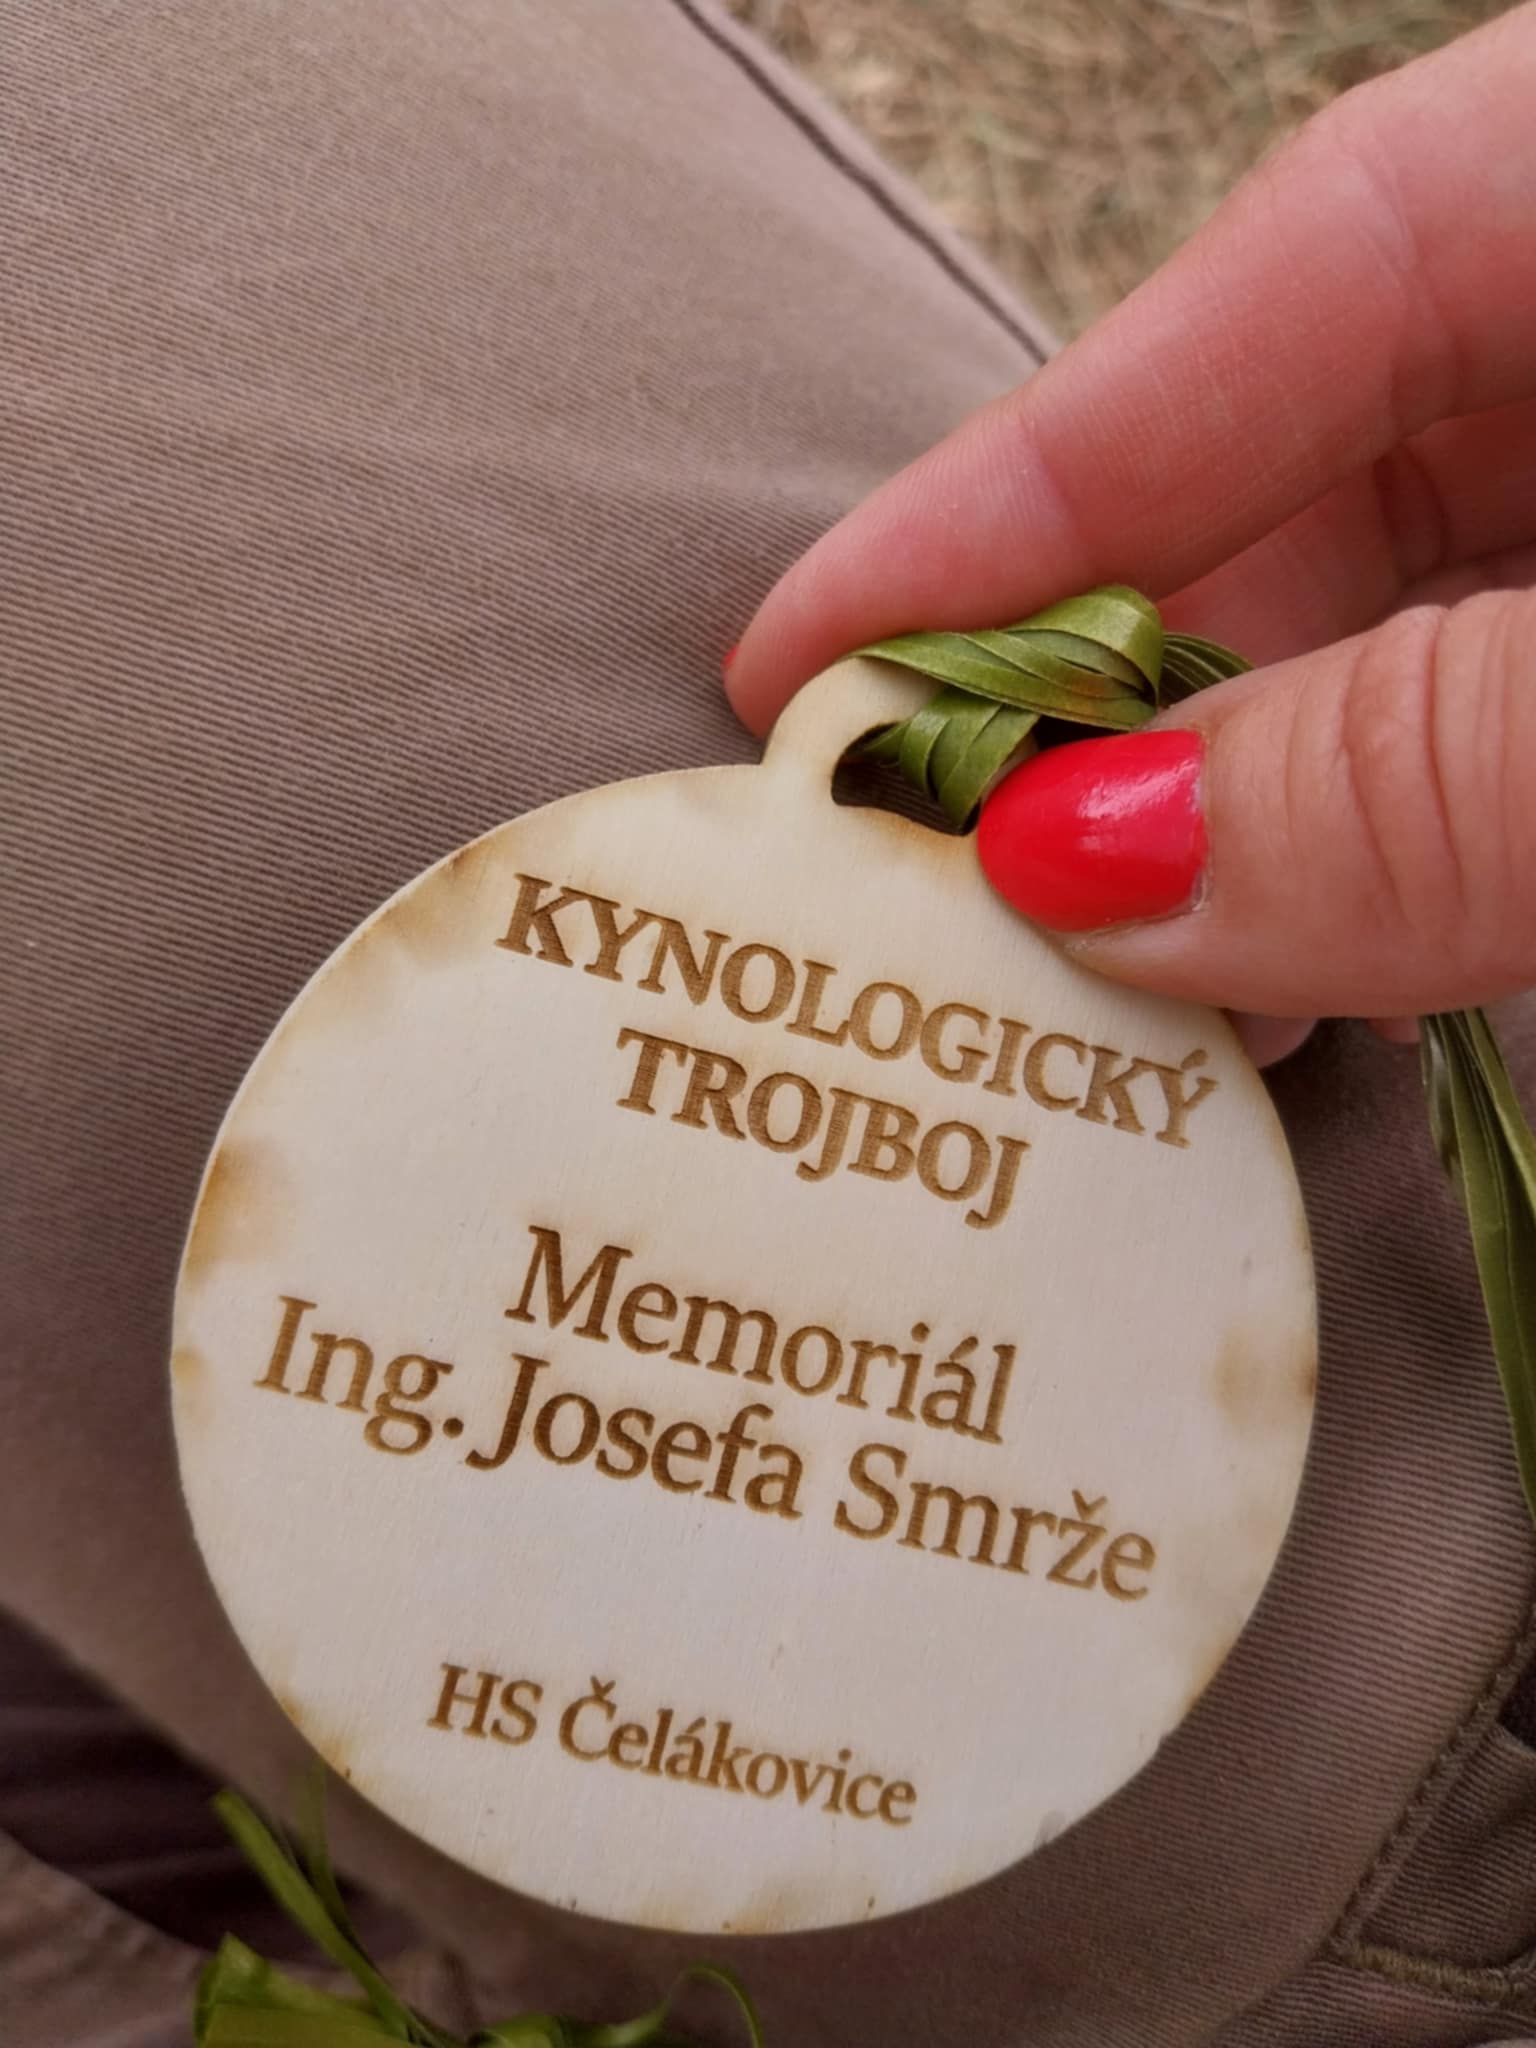 KYNOLOGICKÝ
TROJBOJ
Memoriál
Ing. Josefa Smrže
HS Čelákovice